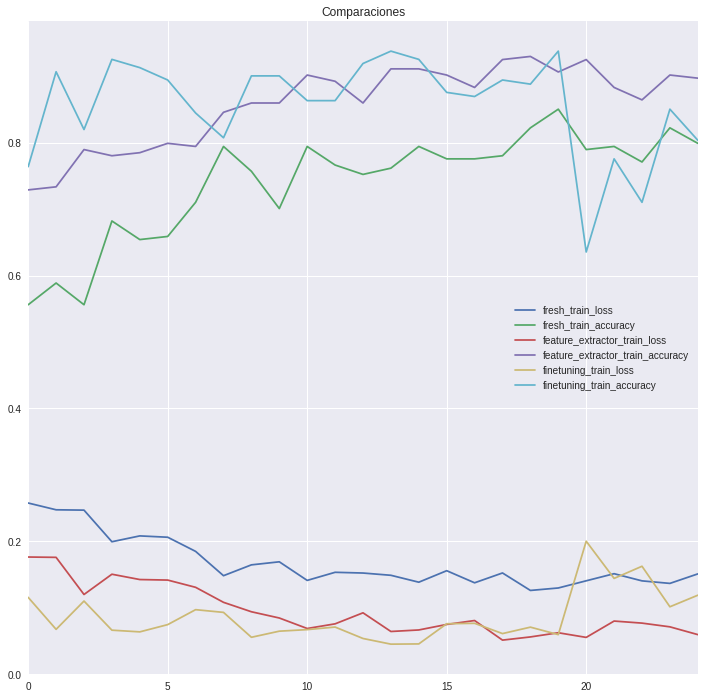 Comparaciones
0.8
0.6
0.4
0.2
0.0
fresh_train_loss
fresh_train_accuracy
feature_extractor_train_loss
feature_extractor_train_accuracy
finetuning_train_loss
finetuning_train_accuracy
0 5 10 15 20